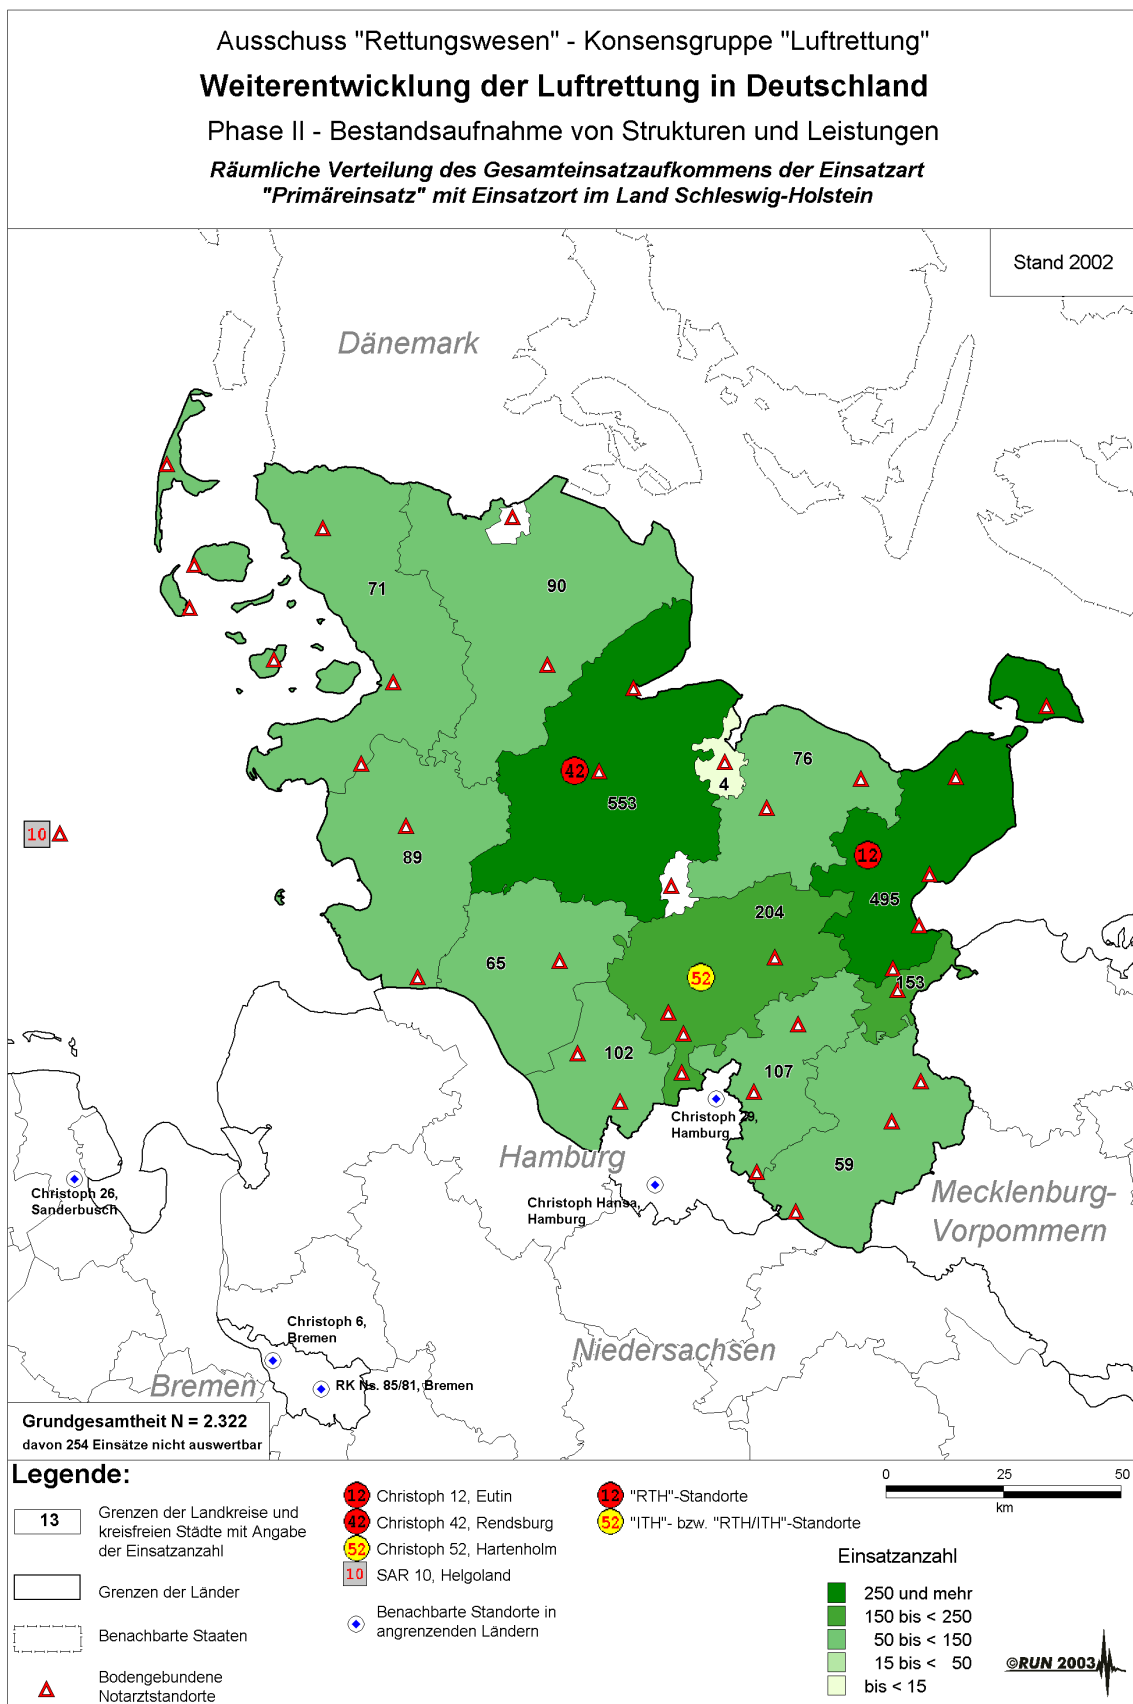 Ausschuss "Rettungswesen" - Konsensgruppe "Luftrettung"
Weiterentwicklung der Luftrettung in Deutschland
Phase II - Bestandsaufnahme von Strukturen und Leistungen
Räumliche Verteilung des Gesamteinsatzaufkommens der Einsatzart
"Primäreinsatz" mit Einsatzort im Land Schleswig-Holstein
Stand 2002
Dänemark
71
90
76
4
42
553
10
89
12
495
204
65
52
153
102
107
Christoph 29,
Hamburg
Hamburg
59
Christoph 26,
Sanderbusch
Christoph Hansa,
Hamburg
Mecklenburg-
Vorpommern
Christoph 6,
Bremen
Niedersachsen
Bremen
RK Ns. 85/81, Bremen
Grundgesamtheit N = 2.322
davon 254 Einsätze nicht auswertbar
Legende:
13
Grenzen der Landkreise und
kreisfreien Städte mit Angabe
der Einsatzanzahl
Grenzen der Länder
Benachbarte Staaten
Bodengebundene
Notarztstandorte
12 Christoph 12, Eutin
42 Christoph 42, Rendsburg
52 Christoph 52, Hartenholm
10 SAR 10, Helgoland
Benachbarte Standorte in
angrenzenden Ländern
12 "RTH"-Standorte
52 "ITH"- bzw. "RTH/ITH"-Standorte
0 25 50
km
Einsatzanzahl
250 und mehr
150 bis < 250
50 bis < 150
15 bis < 50
bis < 15
©RUN 2003